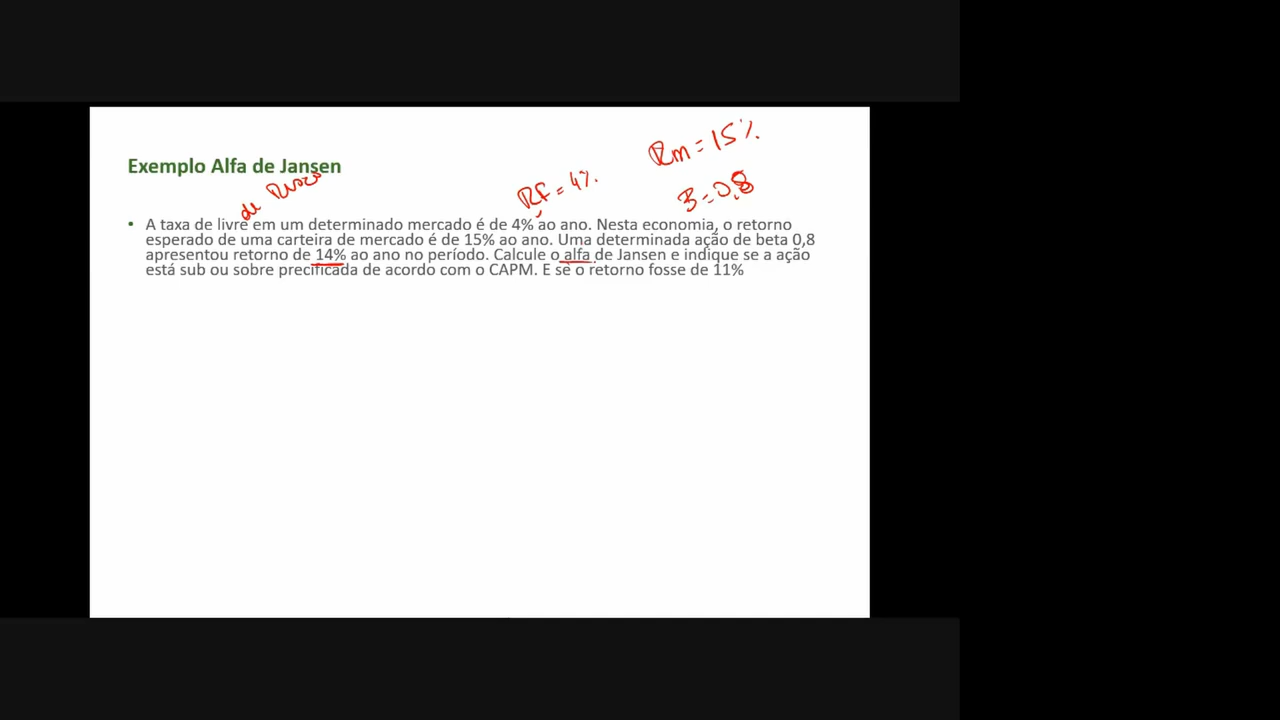 Rm = 15%
Exemplo Alfa de Jansen
de Risco
Rf = 4%
B = 0,8
• A taxa de livre em um determinado mercado é de 4% ao ano. Nesta economia, o retorno
esperado de uma carteira de mercado é de 15% ao ano. Uma determinada ação de beta 0,8
apresentou retorno de 14% ao ano no período. Calcule o alfa de Jansen e indique se a ação
está sub ou sobre precificada de acordo com o CAPM. E se o retorno fosse de 11%